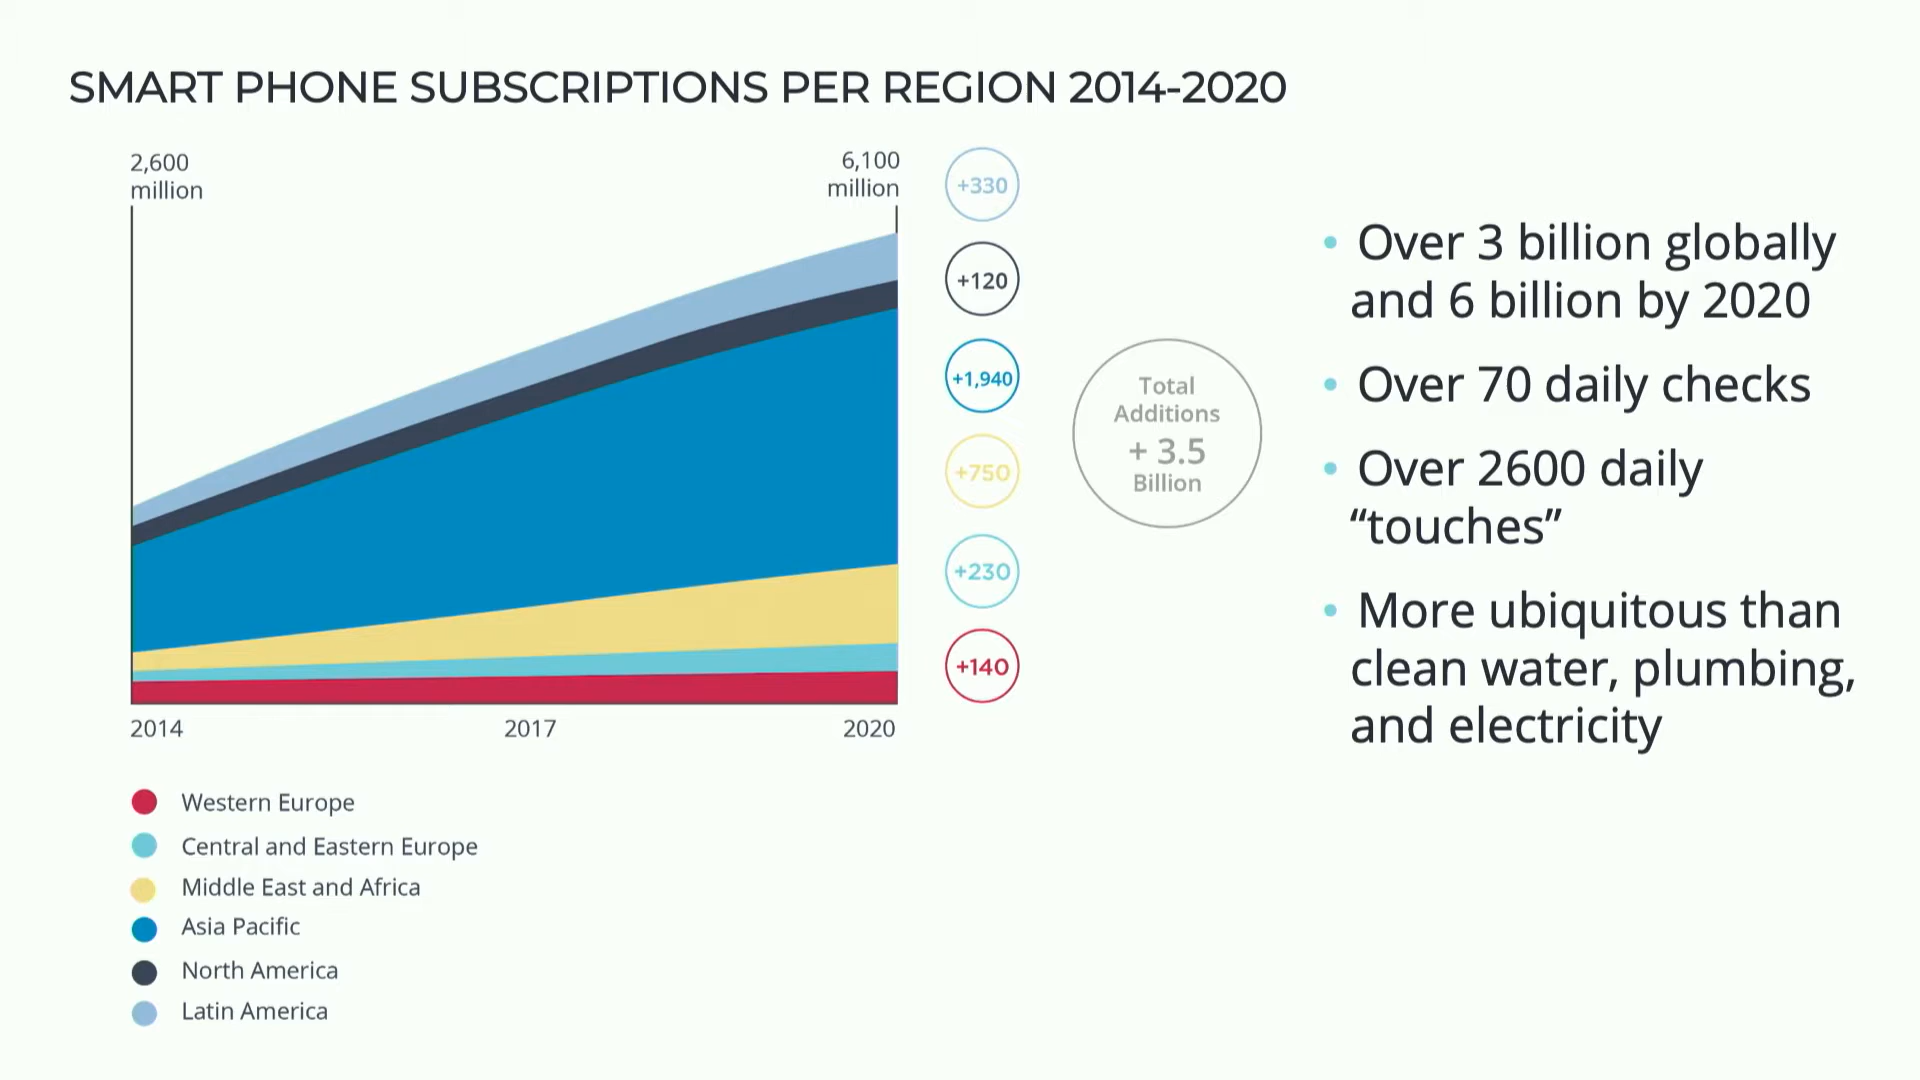 SMART PHONE SUBSCRIPTIONS PER REGION 2014-2020
2,600
million
6,100
million
+330
+120
+1,940
+750
+230
+140
Total
Additions
+ 3.5
Billion
2014
2017
2020
Western Europe
Central and Eastern Europe
Middle East and Africa
Asia Pacific
North America
Latin America
• Over 3 billion globally
and 6 billion by 2020
• Over 70 daily checks
• Over 2600 daily
“touches”
• More ubiquitous than
clean water, plumbing,
and electricity